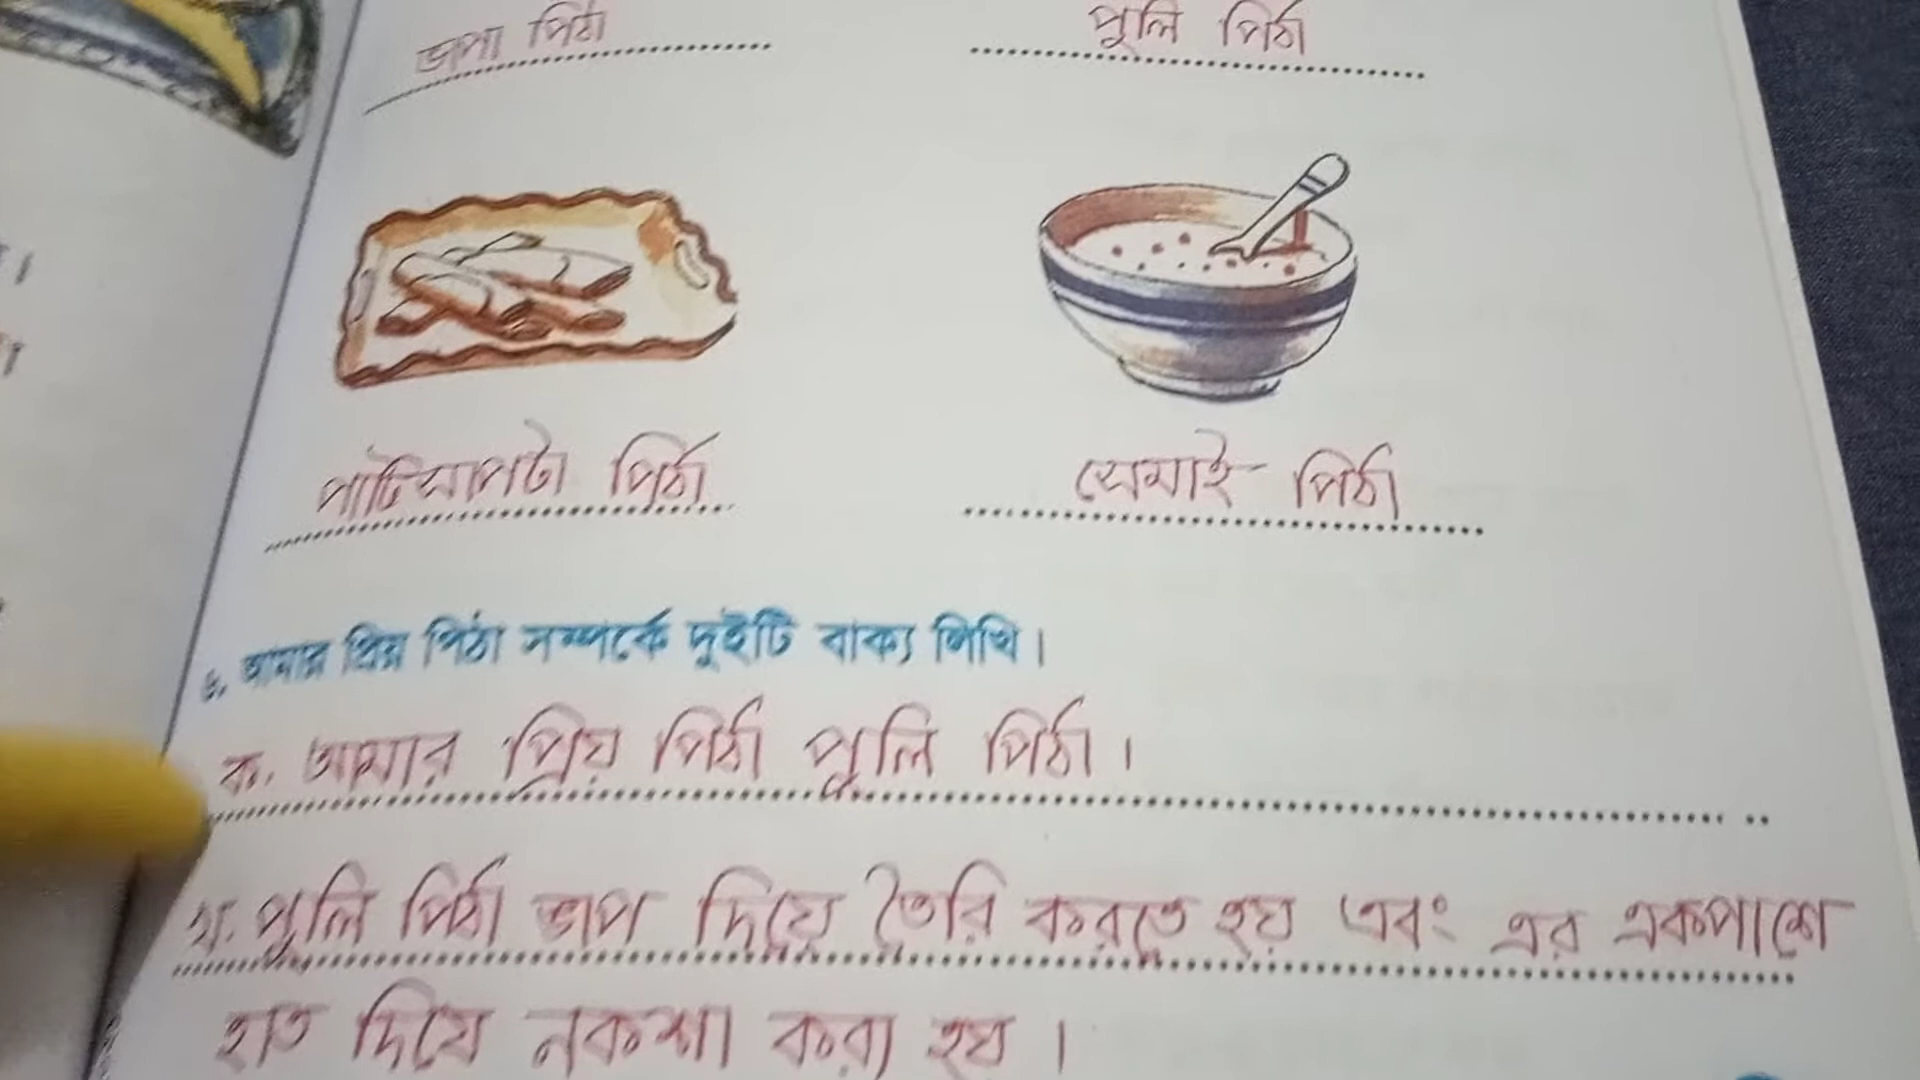 ভাপা পিঠা
পুলি পিঠা
পাটিসাপটা পিঠা
সেমাই পিঠা
৬. আমার প্রিয় পিঠা সম্পর্কে দুইটি বাক্য লিখি।
ক. আমার প্রিয় পিঠা পুলি পিঠা।
খ. পুলি পিঠা ভাপ দিয়ে তৈরি করতে হয় এবং এর একপাশে
হাত দিয়ে নকশা করা হয়।